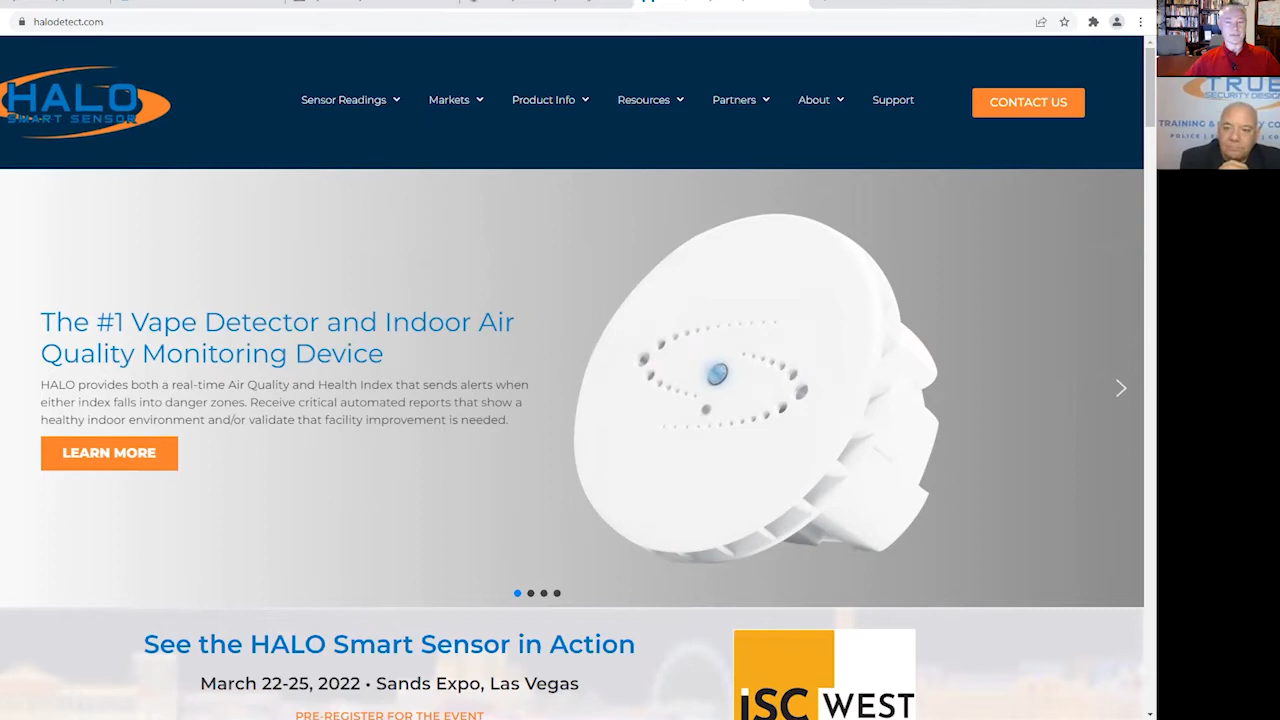 halodetect.com
HALO
SMART SENSOR
Sensor Readings
Markets
Product Info
Resources
Partners
About
Support
CONTACT US
TRUE
SECURITY DESIGN
TRAINING &
POLICE |
The #1 Vape Detector and Indoor Air
Quality Monitoring Device
HALO provides both a real-time Air Quality and Health Index that sends alerts when
either index falls into danger zones. Receive critical automated reports that show a
healthy indoor environment and/or validate that facility improvement is needed.
LEARN MORE
See the HALO Smart Sensor in Action
March 22-25, 2022 • Sands Expo, Las Vegas
PRE-REGISTER FOR THE EVENT
iSC WEST